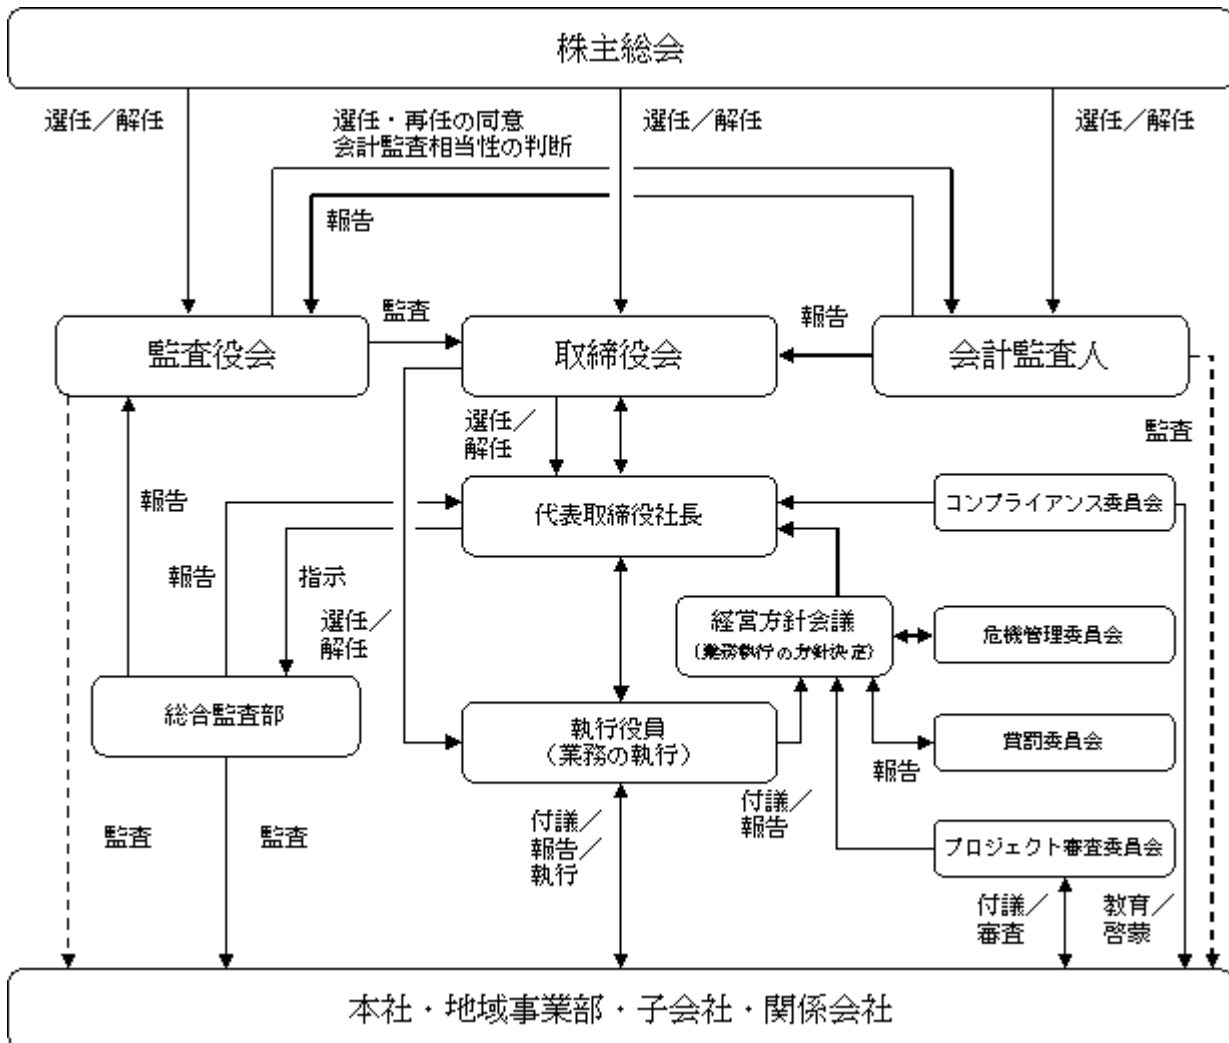 株主総会
選任／解任
選任・再任の同意
会計監査相当性の判断
選任／解任
選任／解任
報告
監査役会
監査
取締役会
報告
会計監査人
選任／
解任
監査
報告
代表取締役社長
コンプライアンス委員会
報告
指示
選任／
解任
経営方針会議
（業務執行の方針決定）
危機管理委員会
総合監査部
執行役員
（業務の執行）
賞罰委員会
報告
付議／
報告
監査
監査
付議／
報告／
執行
プロジェクト審査委員会
付議／
審査
教育／
啓蒙
本社・地域事業部・子会社・関係会社